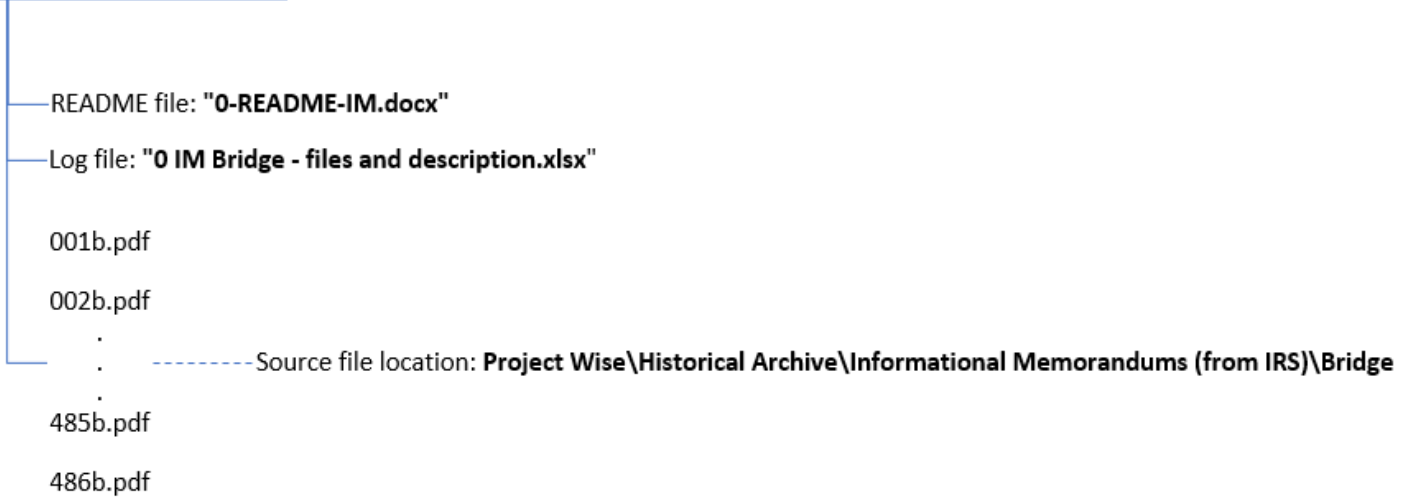 README file: "0-README-IM.docx"
Log file: "0 IM Bridge - files and description.xlsx"
001b.pdf
002b.pdf
.
.
Source file location: Project Wise\Historical Archive\Informational Memorandums (from IRS)\Bridge
.
485b.pdf
486b.pdf